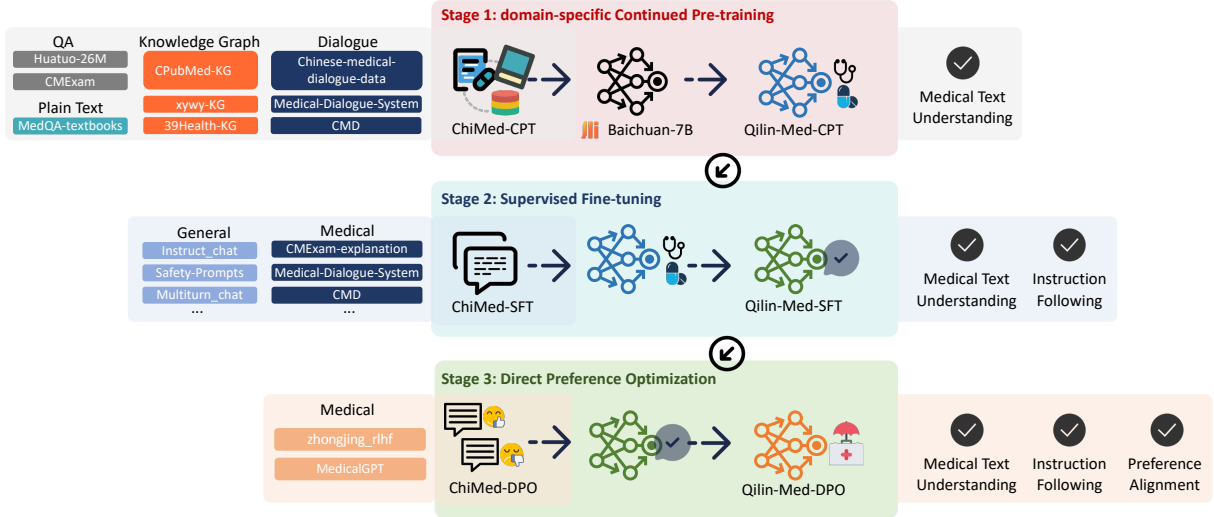 Stage 1: domain-specific Continued Pre-training
QA
Huatuo-26M
CMExam
Plain Text
MedQA-textbooks
Knowledge Graph
CPubMed-KG
xywy-KG
39Health-KG
Dialogue
Chinese-medical-
dialogue-data
Medical-Dialogue-System
CMD
ChiMed-CPT
Baichuan-7B
Qilin-Med-CPT
Medical Text
Understanding
Stage 2: Supervised Fine-tuning
General
Instruct_chat
Safety-Prompts
Multiturn_chat
...
Medical
CMExam-explanation
Medical-Dialogue-System
CMD
...
ChiMed-SFT
Qilin-Med-SFT
Medical Text
Understanding
Instruction
Following
Stage 3: Direct Preference Optimization
Medical
zhongjing_rlhf
MedicalGPT
ChiMed-DPO
Qilin-Med-DPO
Medical Text
Understanding
Instruction
Following
Preference
Alignment